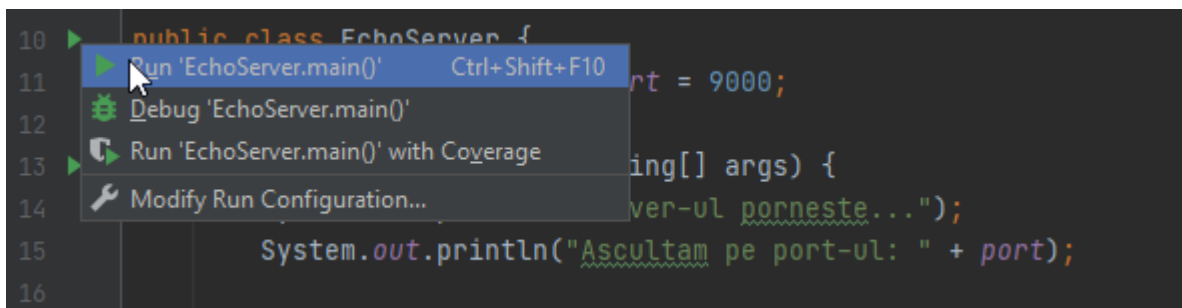 10 public class EchoServer {
Run 'EchoServer.main()' Ctrl+Shift+F10
11 rt = 9000;
Debug 'EchoServer.main()'
12
Run 'EchoServer.main()' with Coverage
13 ing[] args) {
Modify Run Configuration...
14 ver-ul porneste...");
15 System.out.println("Ascultam pe port-ul: " + port);
16